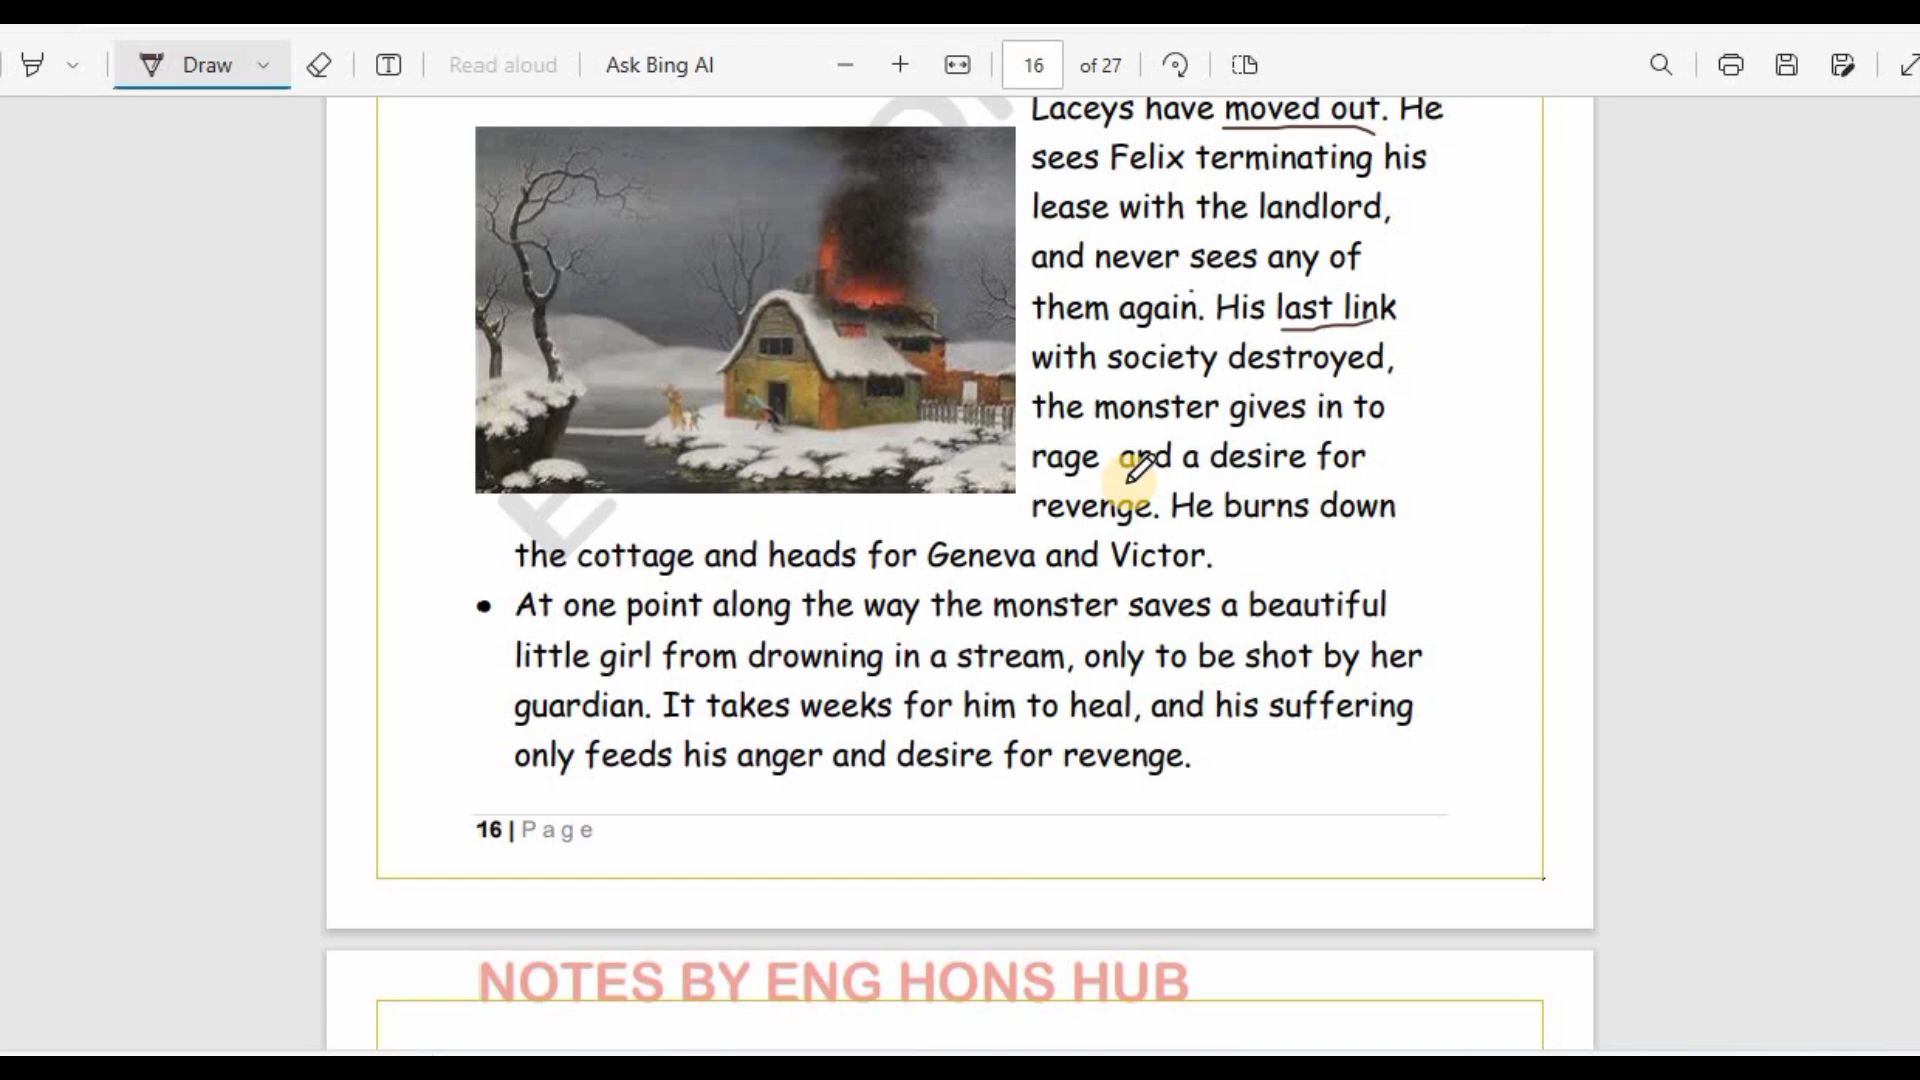 Draw
Read aloud
Ask Bing AI
16
of 27
Laceys have moved out. He
sees Felix terminating his
lease with the landlord,
and never sees any of
them again. His last link
with society destroyed,
the monster gives in to
rage and a desire for
revenge. He burns down
the cottage and heads for Geneva and Victor.
• At one point along the way the monster saves a beautiful
little girl from drowning in a stream, only to be shot by her
guardian. It takes weeks for him to heal, and his suffering
only feeds his anger and desire for revenge.
16 | Page
NOTES BY ENG HONS HUB